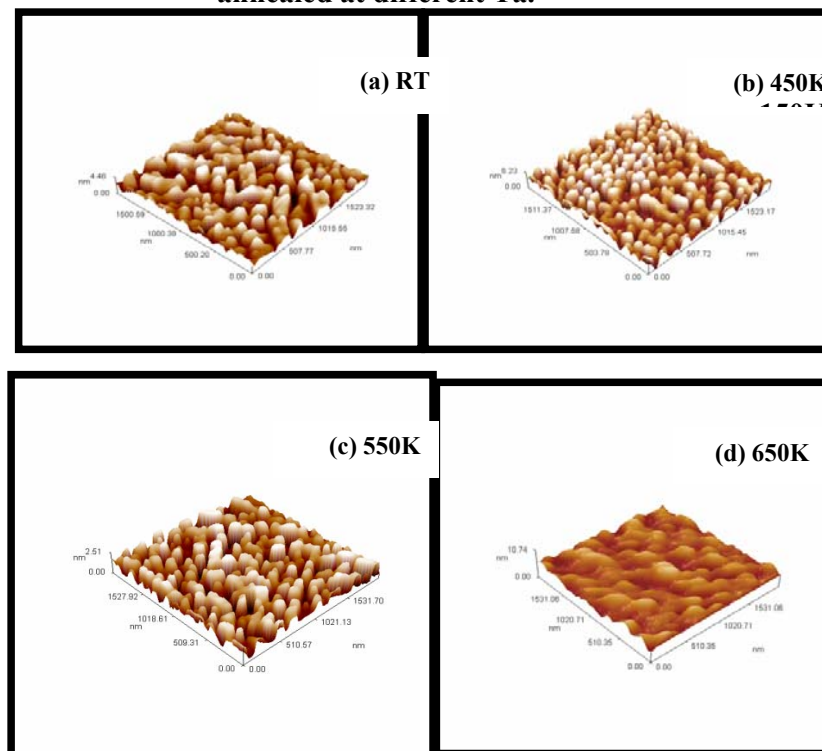 annealed at different Ta.
(a) RT
nm
4.46
0.00
1500.59
1000.39
nm
500.20
0.00
0.00
507.77
1015.55
1523.32
nm
(b) 450K
nm
6.23
0.00
1511.37
1007.58
nm
503.79
0.00
0.00
507.72
1015.45
1523.17
nm
(c) 550K
nm
2.51
0.00
1527.92
1018.61
nm
509.31
0.00
0.00
510.57
1021.13
1531.70
nm
(d) 650K
nm
10.74
0.00
1531.06
1020.71
nm
510.35
0.00
0.00
510.35
1020.71
1531.06
nm